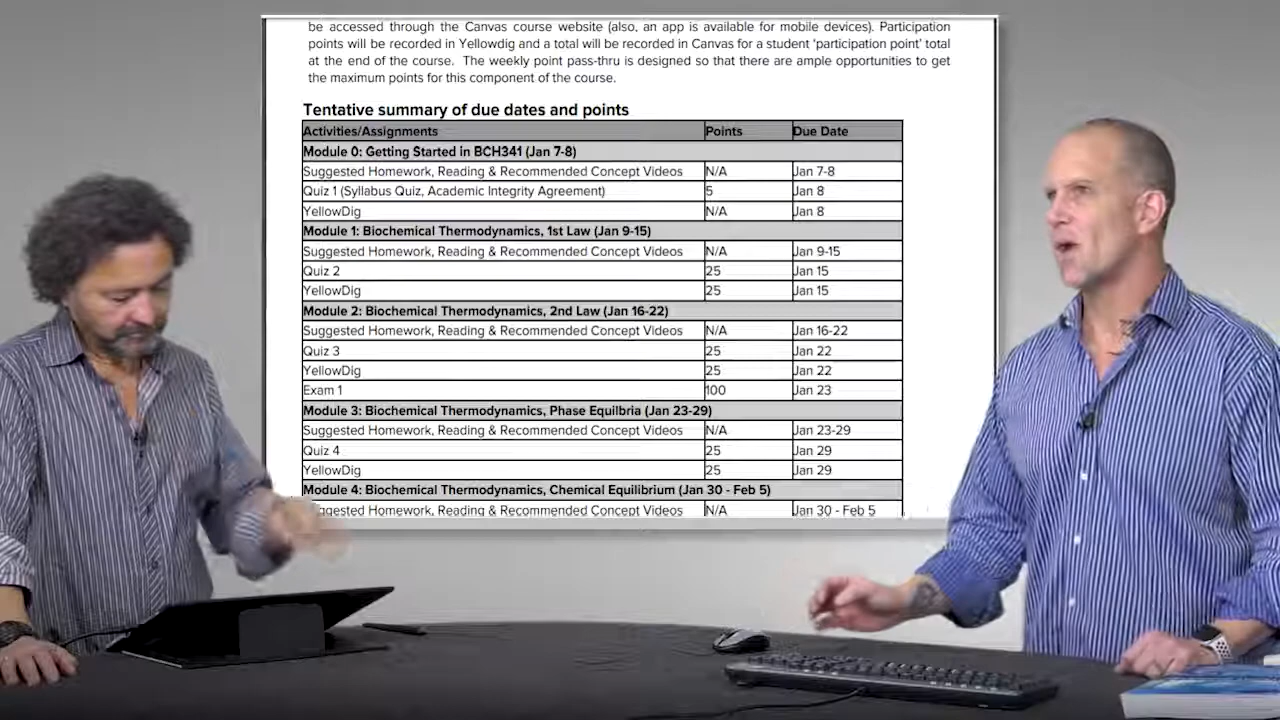 be accessed through the Canvas course website (also, an app is available for mobile devices). Participation
points will be recorded in Yellowdig and a total will be recorded in Canvas for a student ‘participation point’ total
at the end of the course. The weekly point pass-thru is designed so that there are ample opportunities to get
the maximum points for this component of the course.
Tentative summary of due dates and points
Activities/Assignments Points Due Date
Module 0: Getting Started in BCH341 (Jan 7-8)
Suggested Homework, Reading & Recommended Concept Videos N/A Jan 7-8
Quiz 1 (Syllabus Quiz, Academic Integrity Agreement) 5 Jan 8
YellowDig N/A Jan 8
Module 1: Biochemical Thermodynamics, 1st Law (Jan 9-15)
Suggested Homework, Reading & Recommended Concept Videos N/A Jan 9-15
Quiz 2 25 Jan 15
YellowDig 25 Jan 15
Module 2: Biochemical Thermodynamics, 2nd Law (Jan 16-22)
Suggested Homework, Reading & Recommended Concept Videos N/A Jan 16-22
Quiz 3 25 Jan 22
YellowDig 25 Jan 22
Exam 1 100 Jan 23
Module 3: Biochemical Thermodynamics, Phase Equilbria (Jan 23-29)
Suggested Homework, Reading & Recommended Concept Videos N/A Jan 23-29
Quiz 4 25 Jan 29
YellowDig 25 Jan 29
Module 4: Biochemical Thermodynamics, Chemical Equilibrium (Jan 30 - Feb 5)
Suggested Homework, Reading & Recommended Concept Videos N/A Jan 30 - Feb 5